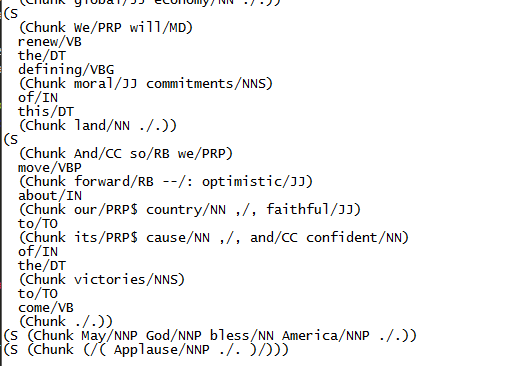 (Chunk global/JJ economy/NN ./.))
(S
(Chunk We/PRP will/MD)
renew/VB
the/DT
defining/VBG
(Chunk moral/JJ commitments/NNS)
of/IN
this/DT
(Chunk land/NN ./.))
(S
(Chunk And/CC so/RB we/PRP)
move/VBP
(Chunk forward/RB --/: optimistic/JJ)
about/IN
(Chunk our/PRP$ country/NN ,/, faithful/JJ)
to/TO
(Chunk its/PRP$ cause/NN ,/, and/CC confident/NN)
of/IN
the/DT
(Chunk victories/NNS)
to/TO
come/VB
(Chunk ./.))
(S (Chunk May/NNP God/NNP bless/NN America/NNP ./.))
(S (Chunk (/( Applause/NNP ./. )/)))